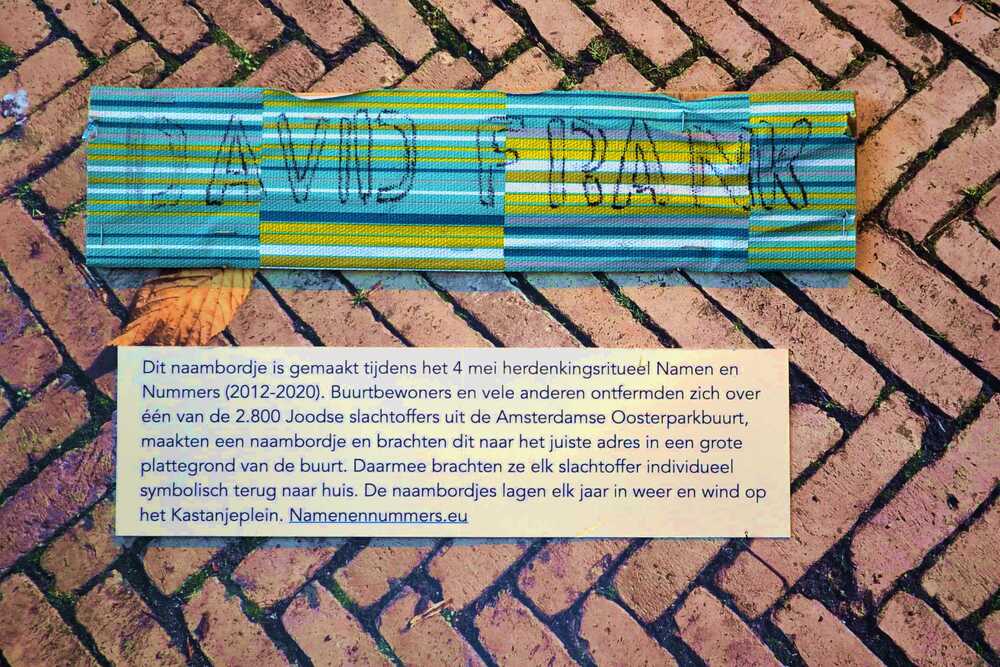 DAVID FRANK
Dit naambordje is gemaakt tijdens het 4 mei herdenkingsritueel Namen en
Nummers (2012-2020). Buurtbewoners en vele anderen ontfermden zich over
één van de 2.800 Joodse slachtoffers uit de Amsterdamse Oosterparkbuurt,
maakten een naambordje en brachten dit naar het juiste adres in een grote
plattegrond van de buurt. Daarmee brachten ze elk slachtoffer individueel
symbolisch terug naar huis. De naambordjes lagen elk jaar in weer en wind op
het Kastanjeplein. Namenennummers.eu